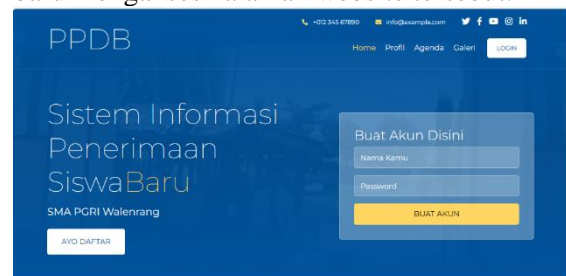 +012 345 67890 info@example.com
PPDB
Home Profil Agenda Galeri LOGIN
Sistem Informasi
Penerimaan
SiswaBaru
SMA PGRI Walenrang
AYO DAFTAR
Buat Akun Disini
Nama Kamu
Password
BUAT AKUN